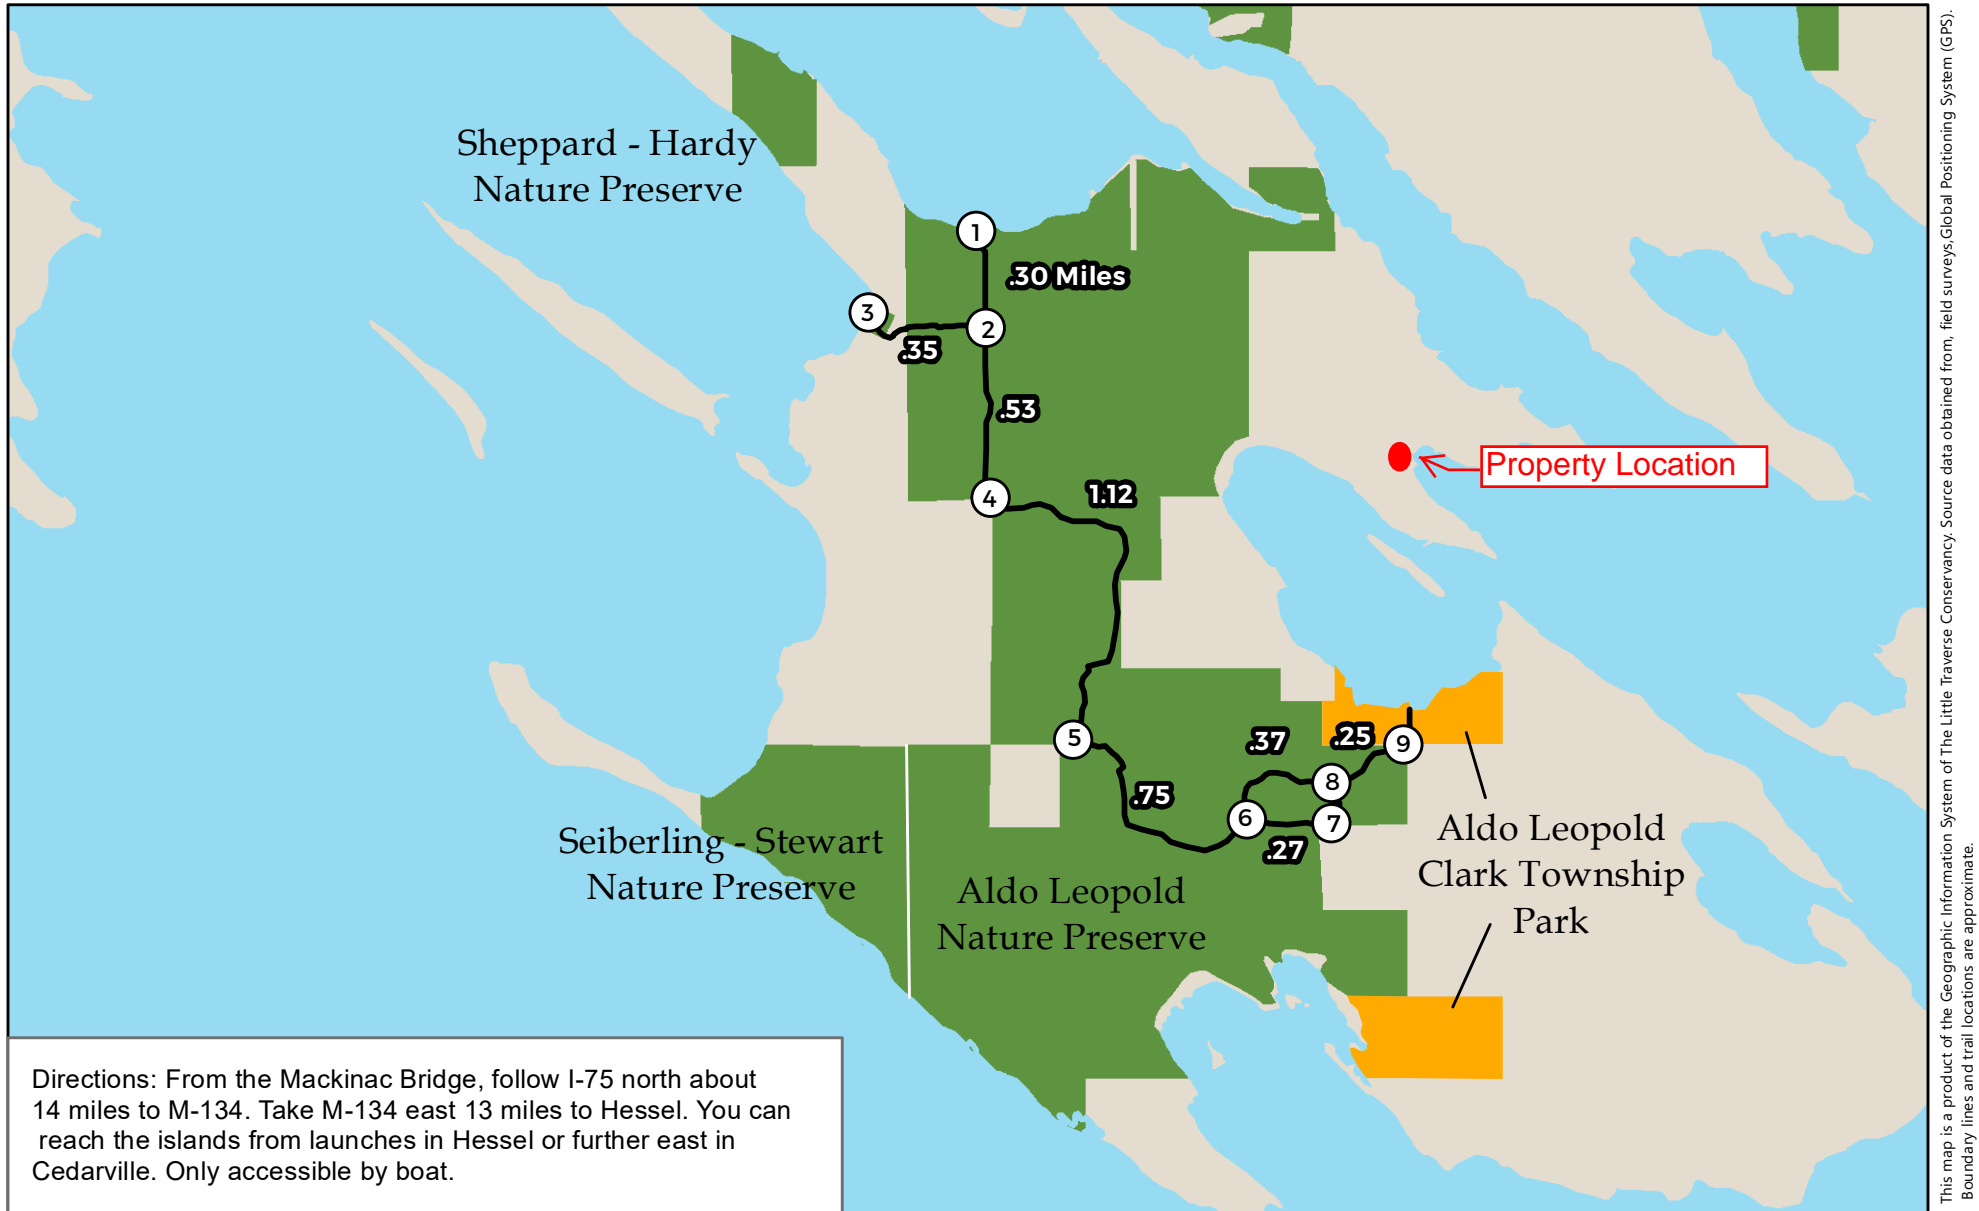 Sheppard - Hardy
Nature Preserve
1
.30 Miles
3
2
.35
.53
Property Location
4
1.12
5
.37
.25
9
8
.75
6
7
.27
Seiberling - Stewart
Nature Preserve
Aldo Leopold
Nature Preserve
Aldo Leopold
Clark Township
Park
Directions: From the Mackinac Bridge, follow I-75 north about
14 miles to M-134. Take M-134 east 13 miles to Hessel. You can
reach the islands from launches in Hessel or further east in
Cedarville. Only accessible by boat.
This map is a product of the Geographic Information System of The Little Traverse Conservancy. Source data obtained from, field surveys,Global Positioning System (GPS).
Boundary lines and trail locations are approximate.